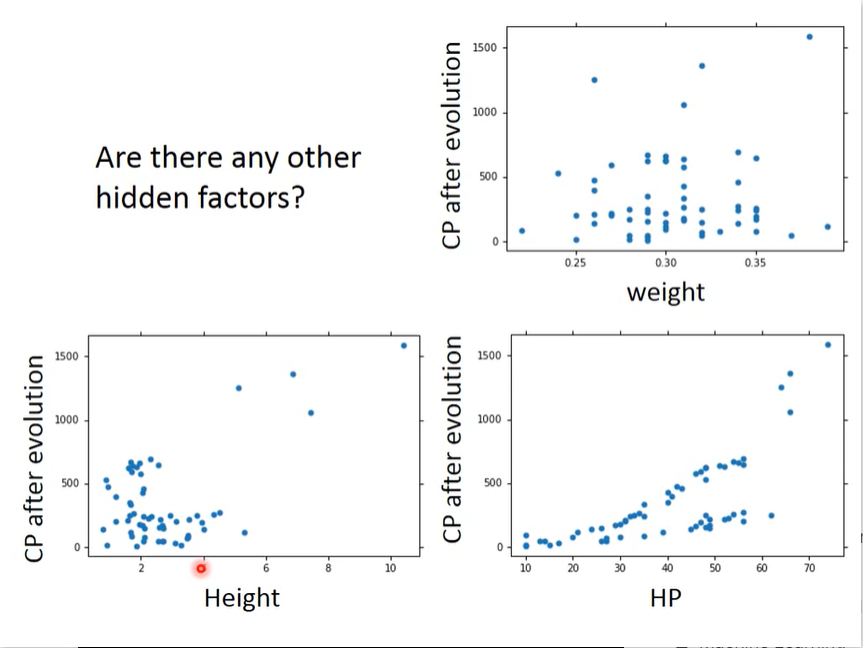 Are there any other
hidden factors?
CP after evolution
1500
1000
500
0
0.25 0.30 0.35
weight
CP after evolution
1500
1000
500
0
2 6 8 10
Height
CP after evolution
1500
1000
500
0
10 20 30 40 50 60 70
HP